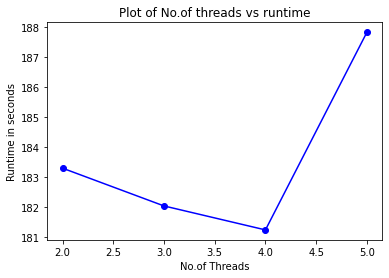 Plot of No.of threads vs runtime
Runtime in seconds
188
187
186
185
184
183
182
181
2.0 2.5 3.0 3.5 4.0 4.5 5.0
No.of Threads